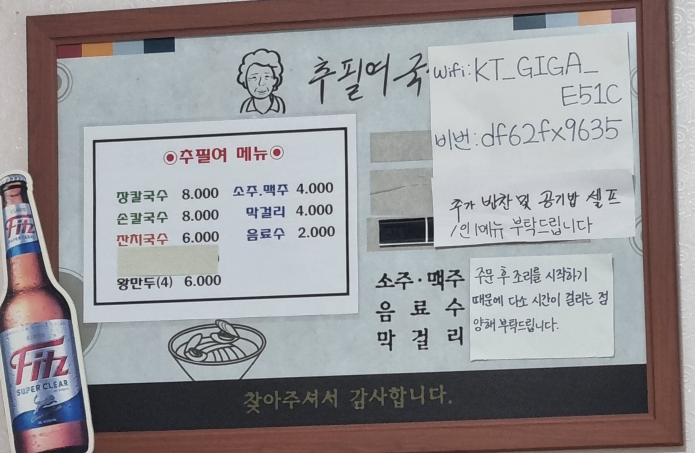 추필여 국
Wifi: KT_GIGA_
E51C
비번: df62fx9635
추가 반찬 및 공기밥 셀프
1인 1메뉴 부탁드립니다
추필여 메뉴
장칼국수 8.000
손칼국수 8.000
잔치국수 6.000
왕만두(4) 6.000
소주.맥주 4.000
막걸리 4.000
음료수 2.000
소주·맥주
음료수
막걸리
주문 후 조리를 시작하기
때문에 다소 시간이 걸리는 점
양해 부탁드립니다.
찾아주셔서 감사합니다.
Fitz
Fitz
SUPER CLEAR